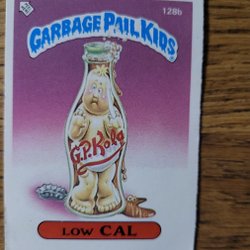 GARBAGE PAIL KIDS
128b
G.P. Kola
LOW CAL